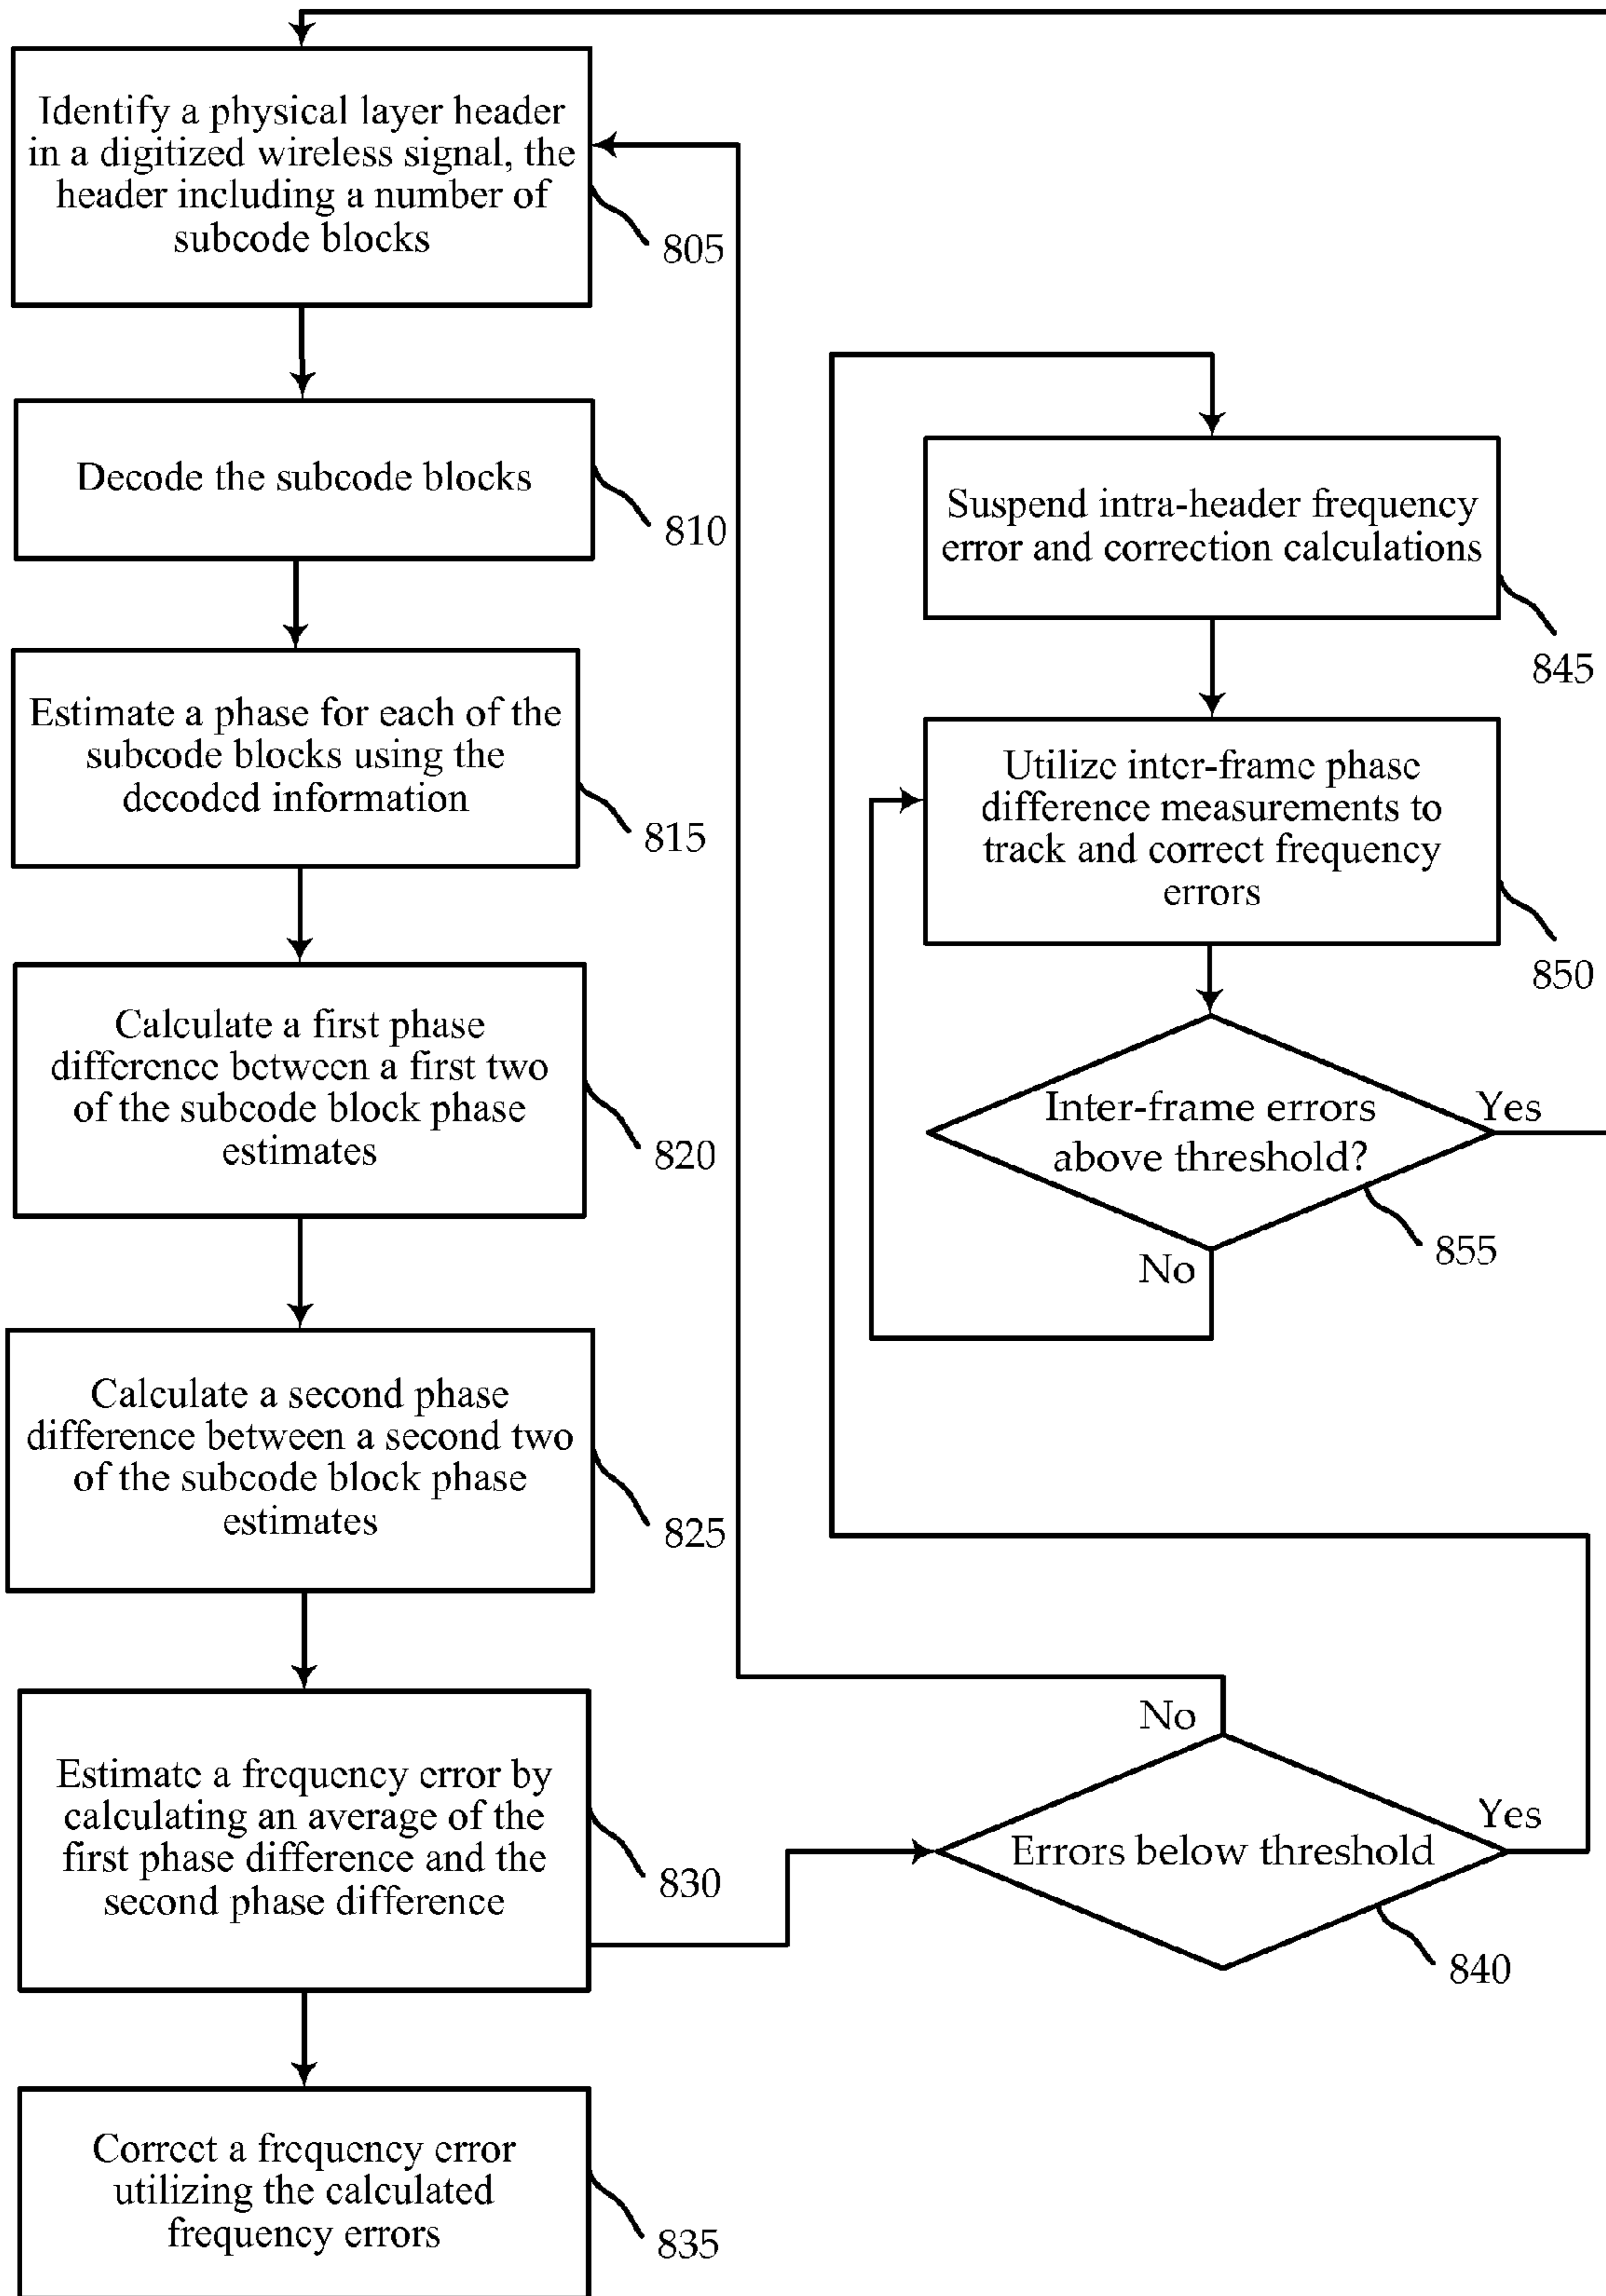 Identify a physical layer header
in a digitized wireless signal, the
header including a number of
subcode blocks
805
Decode the subcode blocks
810
Estimate a phase for each of the
subcode blocks using the
decoded information
815
Calculate a first phase
difference between a first two
of the subcode block phase
estimates
820
Calculate a second phase
difference between a second two
of the subcode block phase
estimates
825
Estimate a frequency error by
calculating an average of the
first phase difference and the
second phase difference
830
Correct a frequency error
utilizing the calculated
frequency errors
835
Suspend intra-header frequency
error and correction calculations
845
Utilize inter-frame phase
difference measurements to
track and correct frequency
errors
850
Inter-frame errors
above threshold?
Yes
855
No
No
Errors below threshold
Yes
840